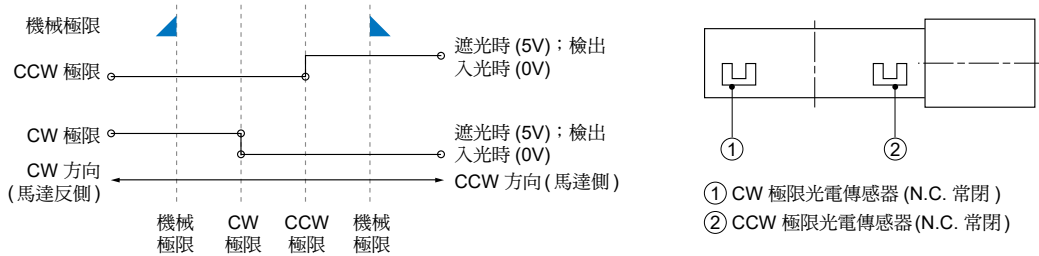 機械極限
CCW 極限
遮光時 (5V)；檢出
入光時 (0V)
CW 極限
遮光時 (5V)；檢出
入光時 (0V)
CW 方向
(馬達反側)
CCW 方向(馬達側)
機械
極限
CW
極限
CCW
極限
機械
極限
① ②
① CW 極限光電傳感器 (N.C. 常閉)
② CCW 極限光電傳感器(N.C. 常閉)